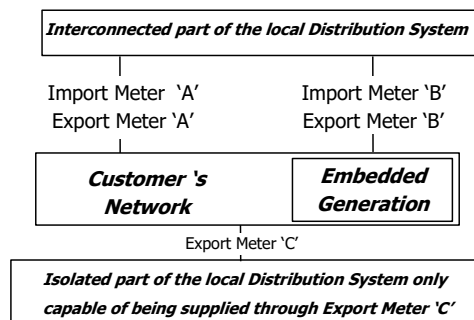 Interconnected part of the local Distribution System
Import Meter ‘A’
Export Meter ‘A’
Import Meter ‘B’
Export Meter ‘B’
Customer ‘s
Network
Embedded
Generation
Export Meter ‘C’
Isolated part of the local Distribution System only
capable of being supplied through Export Meter ‘C’